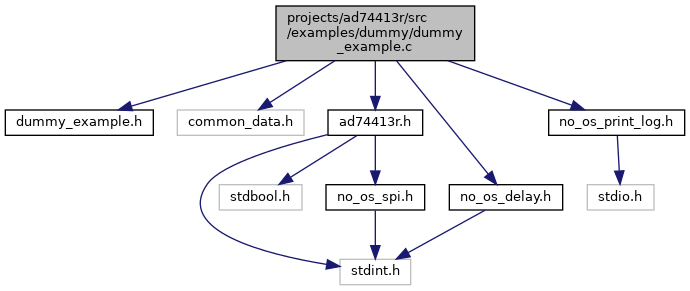 projects/ad74413r/src
/examples/dummy/dummy
_example.c
dummy_example.h
common_data.h
ad74413r.h
no_os_print_log.h
stdbool.h
no_os_spi.h
no_os_delay.h
stdio.h
stdint.h